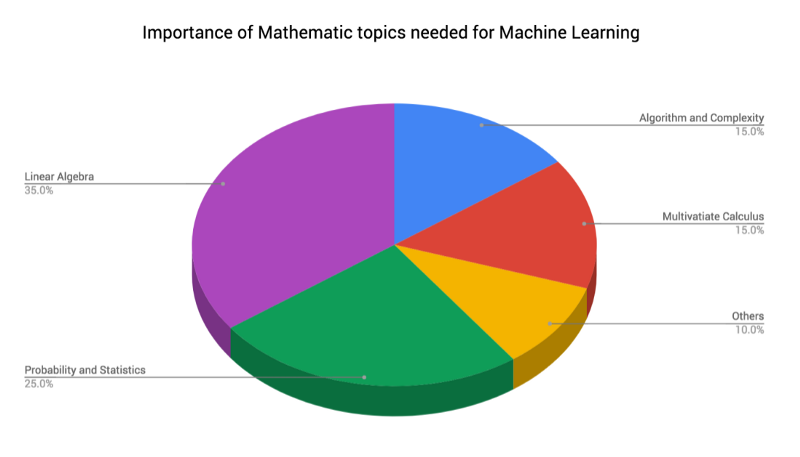 Importance of Mathematic topics needed for Machine Learning
Algorithm and Complexity
15.0%
Linear Algebra
35.0%
Multivatiate Calculus
15.0%
Others
10.0%
Probability and Statistics
25.0%